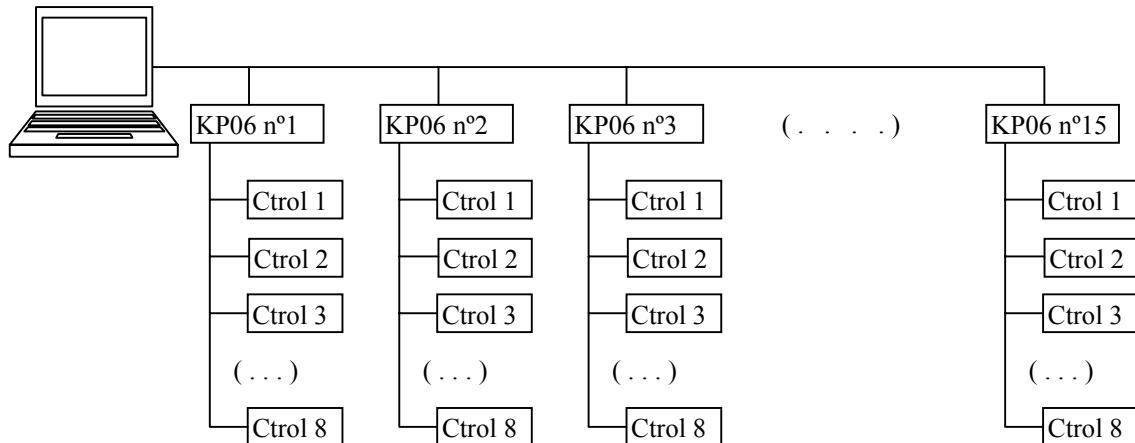 KP06 nº1 KP06 nº2 KP06 nº3 ( . . . . ) KP06 nº15
Ctrol 1 Ctrol 1 Ctrol 1 Ctrol 1
Ctrol 2 Ctrol 2 Ctrol 2 Ctrol 2
Ctrol 3 Ctrol 3 Ctrol 3 Ctrol 3
( . . . ) ( . . . ) ( . . . ) ( . . . )
Ctrol 8 Ctrol 8 Ctrol 8 Ctrol 8